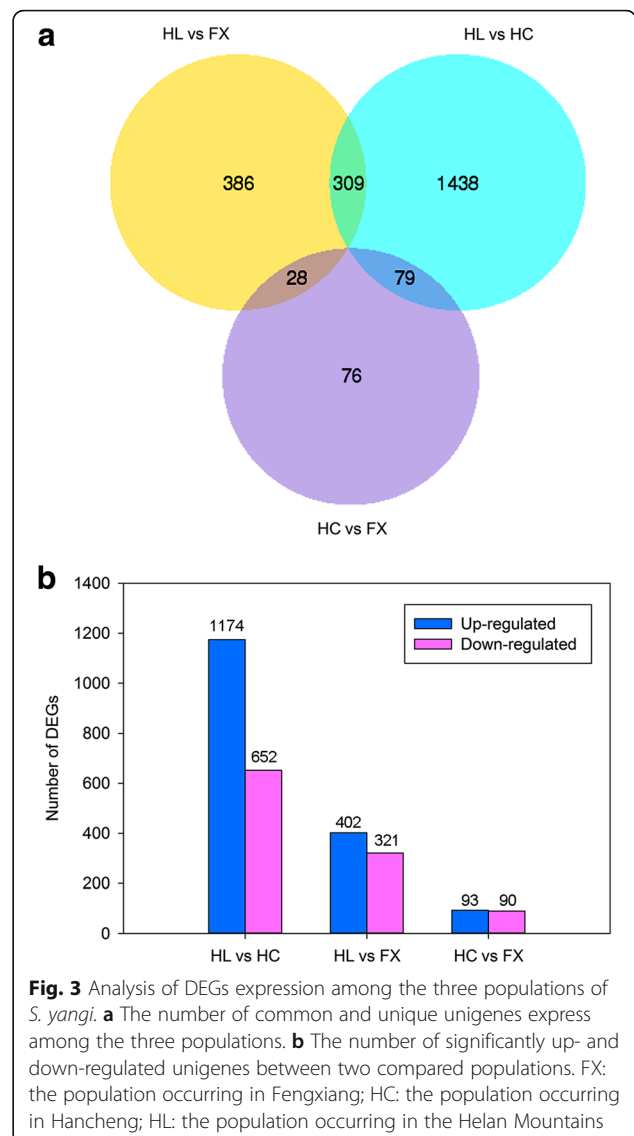 a
HL vs FX
HL vs HC
386
309
1438
28
79
76
HC vs FX
b
1400
1200
1000
800
600
400
200
0
Number of DEGs
1174
652
402
321
93
90
Up-regulated
Down-regulated
HL vs HC
HL vs FX
HC vs FX
Fig. 3 Analysis of DEGs expression among the three populations of
S. yangi. a The number of common and unique unigenes express
among the three populations. b The number of significantly up- and
down-regulated unigenes between two compared populations. FX:
the population occurring in Fengxiang; HC: the population occurring
in Hancheng; HL: the population occurring in the Helan Mountains